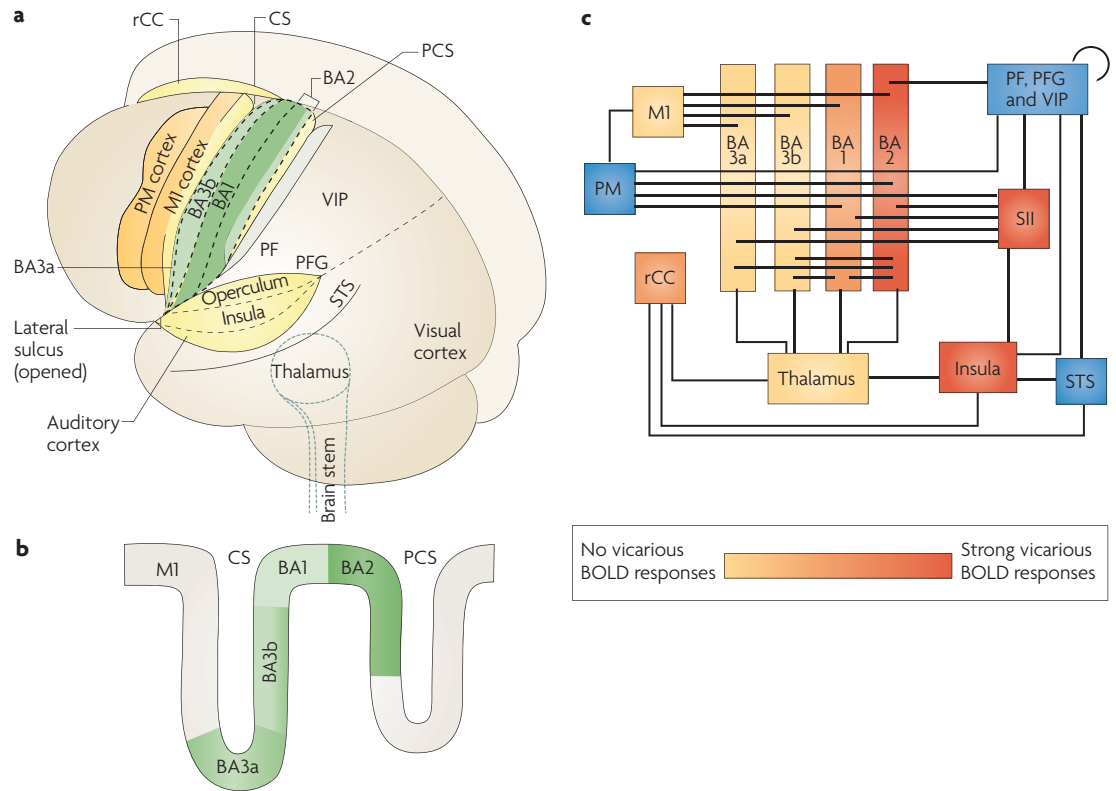 a
rCC
CS
PCS
BA2
PM cortex
M1 cortex
BA3b
BA1
VIP
PF
PFG
BA3a
Operculum
Insula
STS
Lateral
sulcus
(opened)
Visual
cortex
Thalamus
Auditory
cortex
Brain stem
b
M1
CS
BA1
BA2
PCS
BA3b
BA3a
c
PF, PFG
and VIP
M1
BA
3a
BA
3b
BA
1
BA
2
PM
SII
rCC
Thalamus
Insula
STS
No vicarious
BOLD responses
Strong vicarious
BOLD responses